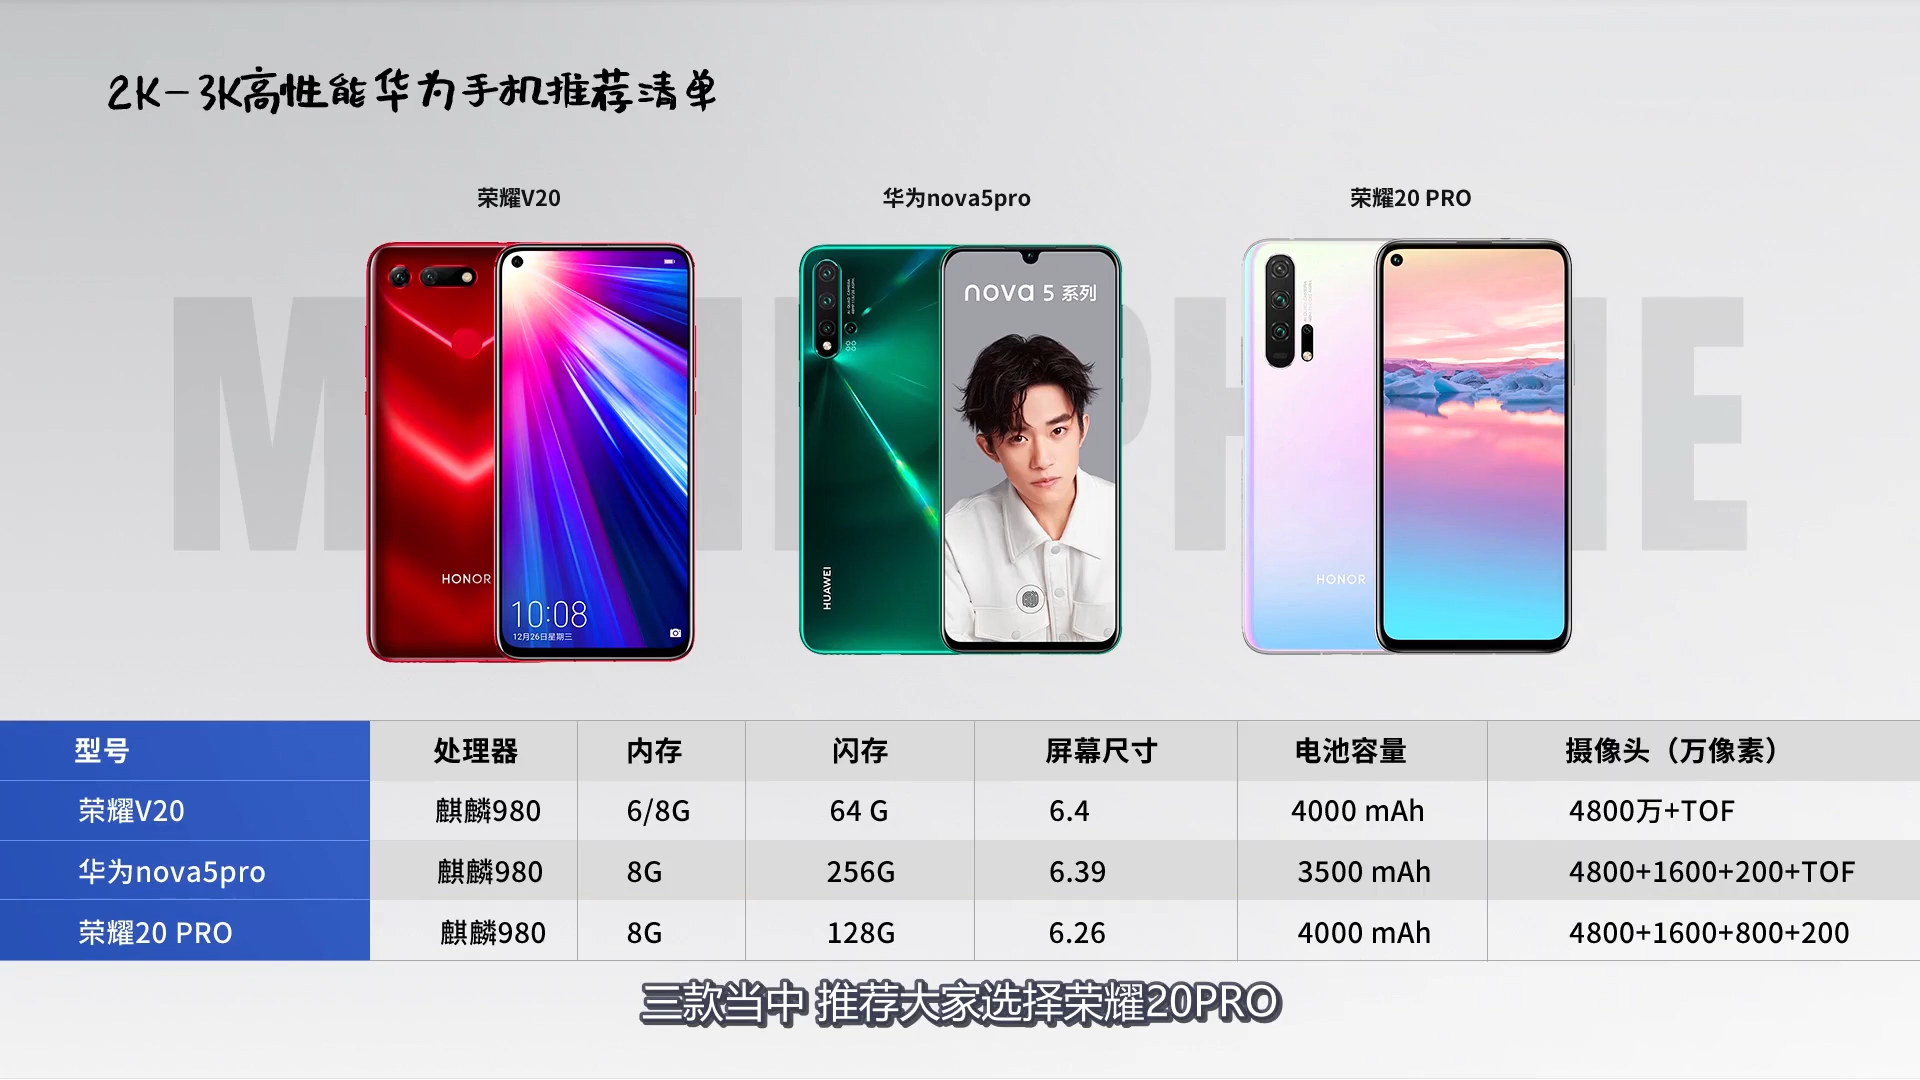 2K-3K高性能华为手机推荐清单
荣耀V20
华为nova5pro
荣耀20 PRO
HONOR
10:08
12月26日星期三
nova 5 系列
HUAWEI
HONOR
型号 处理器 内存 闪存 屏幕尺寸 电池容量 摄像头（万像素）
荣耀V20 麒麟980 6/8G 64 G 6.4 4000 mAh 4800万+TOF
华为nova5pro 麒麟980 8G 256G 6.39 3500 mAh 4800+1600+200+TOF
荣耀20 PRO 麒麟980 8G 128G 6.26 4000 mAh 4800+1600+800+200
三款当中 推荐大家选择荣耀20PRO